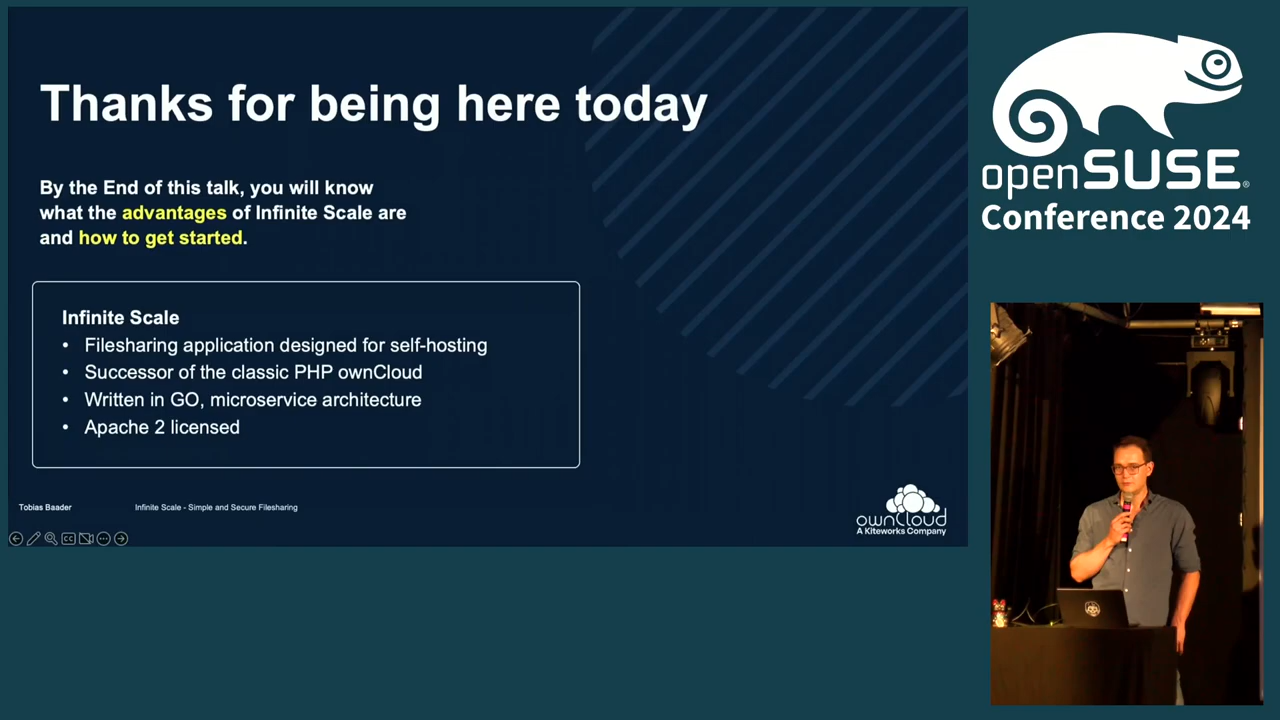 Thanks for being here today
By the End of this talk, you will know
what the advantages of Infinite Scale are
and how to get started.
Infinite Scale
• Filesharing application designed for self-hosting
• Successor of the classic PHP ownCloud
• Written in GO, microservice architecture
• Apache 2 licensed
Tobias Baader
Infinite Scale - Simple and Secure Filesharing
ownCloud
A Kiteworks Company
CC
openSUSE®
Conference 2024